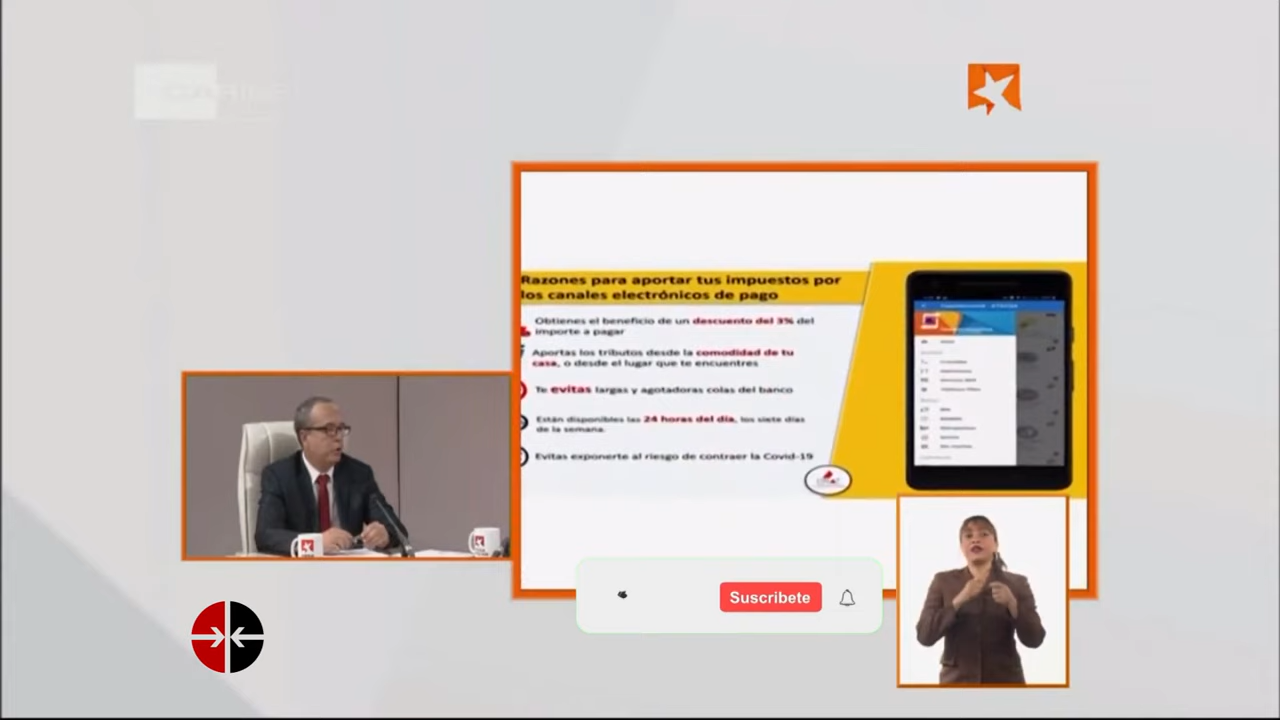 Razones para aportar tus impuestos por
los canales electrónicos de pago
Obtienes el beneficio de un descuento del 3% del
importe a pagar
Aportas los tributos desde la comodidad de tu
casa, o desde el lugar que te encuentres
Te evitas largas y agotadoras colas del banco
Están disponibles las 24 horas del día, los siete días
de la semana.
Evitas exponerte al riesgo de contraer la Covid-19
Suscribete